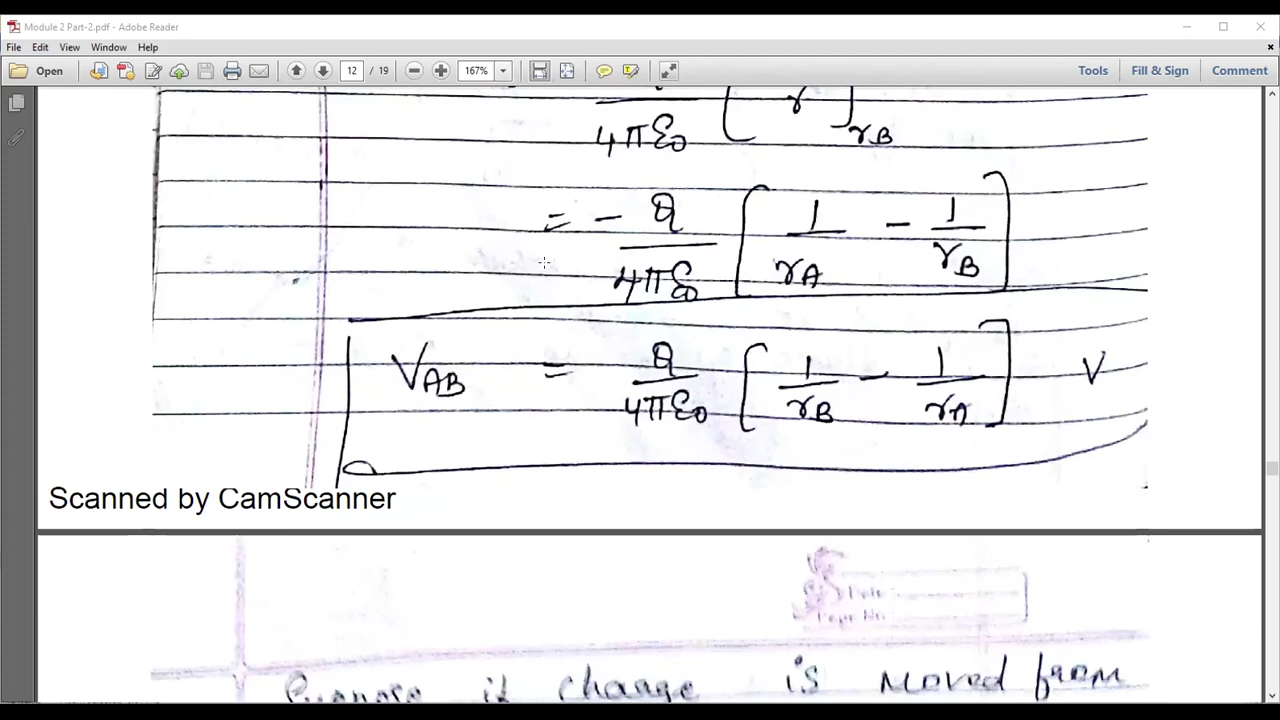 Module 2 Part-2.pdf - Adobe Reader
File Edit View Window Help
Open 12 / 19 167% Tools Fill & Sign Comment
4πε₀ [ r ] rB
= - Q/4πε₀ [ 1/rA - 1/rB ]
VAB = Q/4πε₀ [ 1/rB - 1/rA ] V
Scanned by CamScanner
if charge is moved from